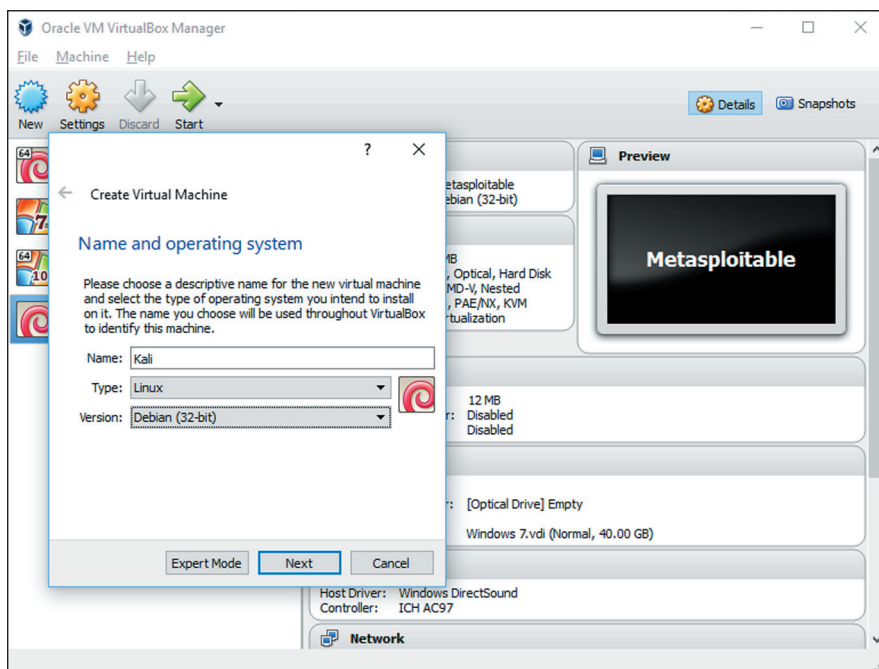 Oracle VM VirtualBox Manager
File Machine Help
New Settings Discard Start
Details Snapshots
64
7
64
10
?
Create Virtual Machine
Name and operating system
Please choose a descriptive name for the new virtual machine
and select the type of operating system you intend to install
on it. The name you choose will be used throughout VirtualBox
to identify this machine.
Name: Kali
Type: Linux
Version: Debian (32-bit)
Expert Mode Next Cancel
etasploitable
ebian (32-bit)
MB
, Optical, Hard Disk
MD-V, Nested
, PAE/NX, KVM
tualization
Preview
Metasploitable
12 MB
r: Disabled
Disabled
r: [Optical Drive] Empty
Windows 7.vdi (Normal, 40.00 GB)
Host Driver: Windows DirectSound
Controller: ICH AC97
Network